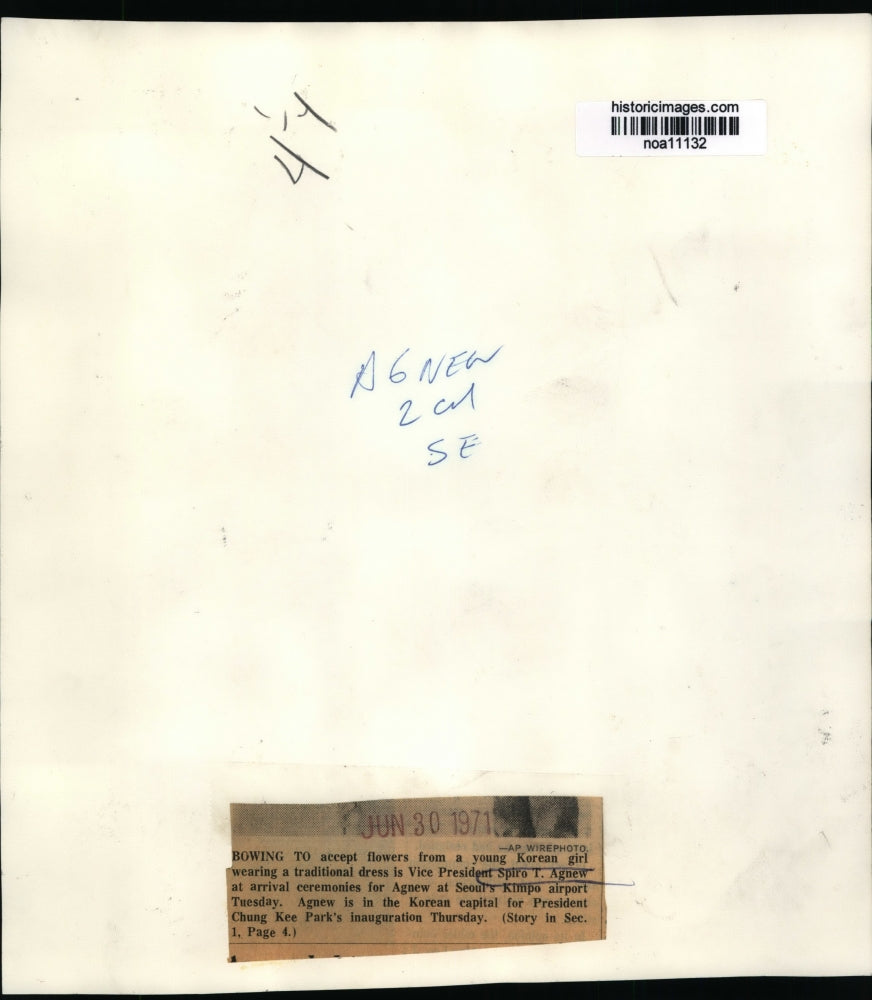 historicimages.com
noa11132
AGNEW
2 col
SE
JUN 30 1971
—AP WIREPHOTO.
BOWING TO accept flowers from a young Korean girl
wearing a traditional dress is Vice President Spiro T. Agnew
at arrival ceremonies for Agnew at Seoul's Kimpo airport
Tuesday. Agnew is in the Korean capital for President
Chung Kee Park's inauguration Thursday. (Story in Sec.
1, Page 4.)